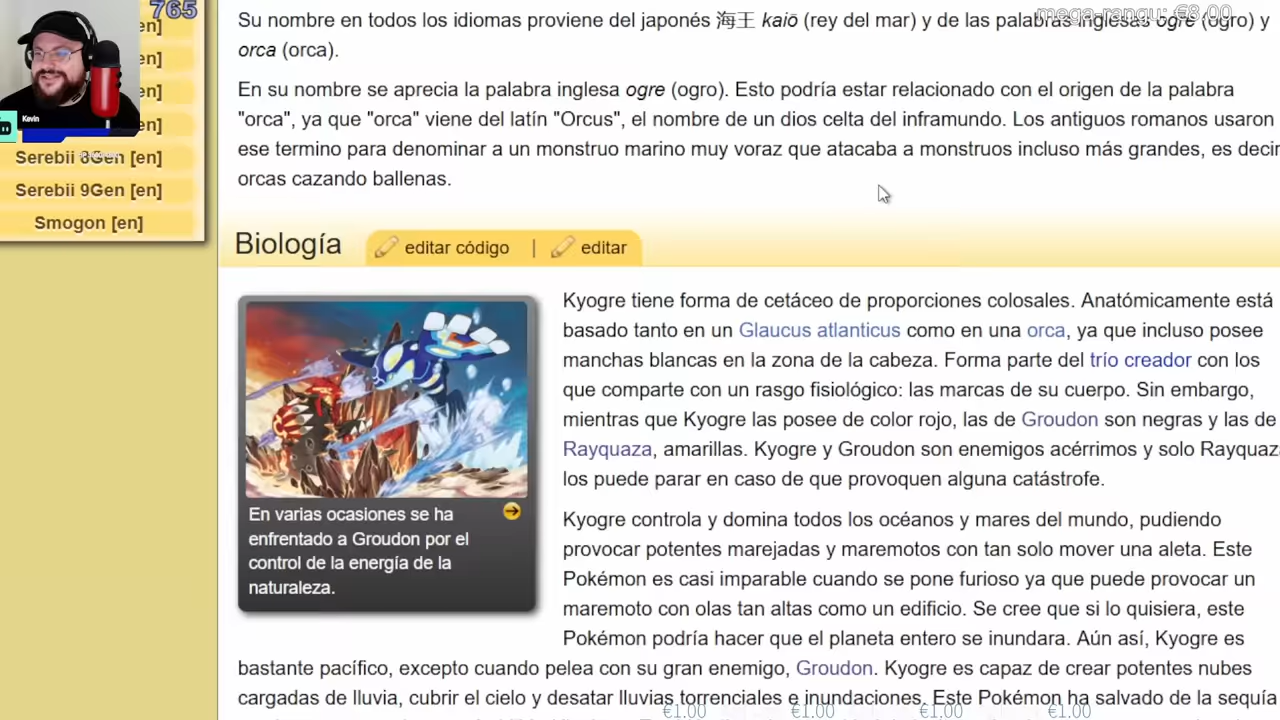 765
en]
en]
en]
en]
Kevin
Serebii 8Gen [en]
Serebii 9Gen [en]
Smogon [en]
mega-rangu: €8.00
Su nombre en todos los idiomas proviene del japonés 海王 kaiō (rey del mar) y de las palabras inglesas ogre (ogro) y
orca (orca).
En su nombre se aprecia la palabra inglesa ogre (ogro). Esto podría estar relacionado con el origen de la palabra
"orca", ya que "orca" viene del latín "Orcus", el nombre de un dios celta del inframundo. Los antiguos romanos usaron
ese termino para denominar a un monstruo marino muy voraz que atacaba a monstruos incluso más grandes, es decir
orcas cazando ballenas.
Biología editar código | editar
En varias ocasiones se ha
enfrentado a Groudon por el
control de la energía de la
naturaleza.
Kyogre tiene forma de cetáceo de proporciones colosales. Anatómicamente está
basado tanto en un Glaucus atlanticus como en una orca, ya que incluso posee
manchas blancas en la zona de la cabeza. Forma parte del trío creador con los
que comparte con un rasgo fisiológico: las marcas de su cuerpo. Sin embargo,
mientras que Kyogre las posee de color rojo, las de Groudon son negras y las de
Rayquaza, amarillas. Kyogre y Groudon son enemigos acérrimos y solo Rayquaza
los puede parar en caso de que provoquen alguna catástrofe.
Kyogre controla y domina todos los océanos y mares del mundo, pudiendo
provocar potentes marejadas y maremotos con tan solo mover una aleta. Este
Pokémon es casi imparable cuando se pone furioso ya que puede provocar un
maremoto con olas tan altas como un edificio. Se cree que si lo quisiera, este
Pokémon podría hacer que el planeta entero se inundara. Aún así, Kyogre es
bastante pacífico, excepto cuando pelea con su gran enemigo, Groudon. Kyogre es capaz de crear potentes nubes
cargadas de lluvia, cubrir el cielo y desatar lluvias torrenciales e inundaciones. Este Pokémon ha salvado de la sequía
€1.00 €1.00 €1.00 €1.00